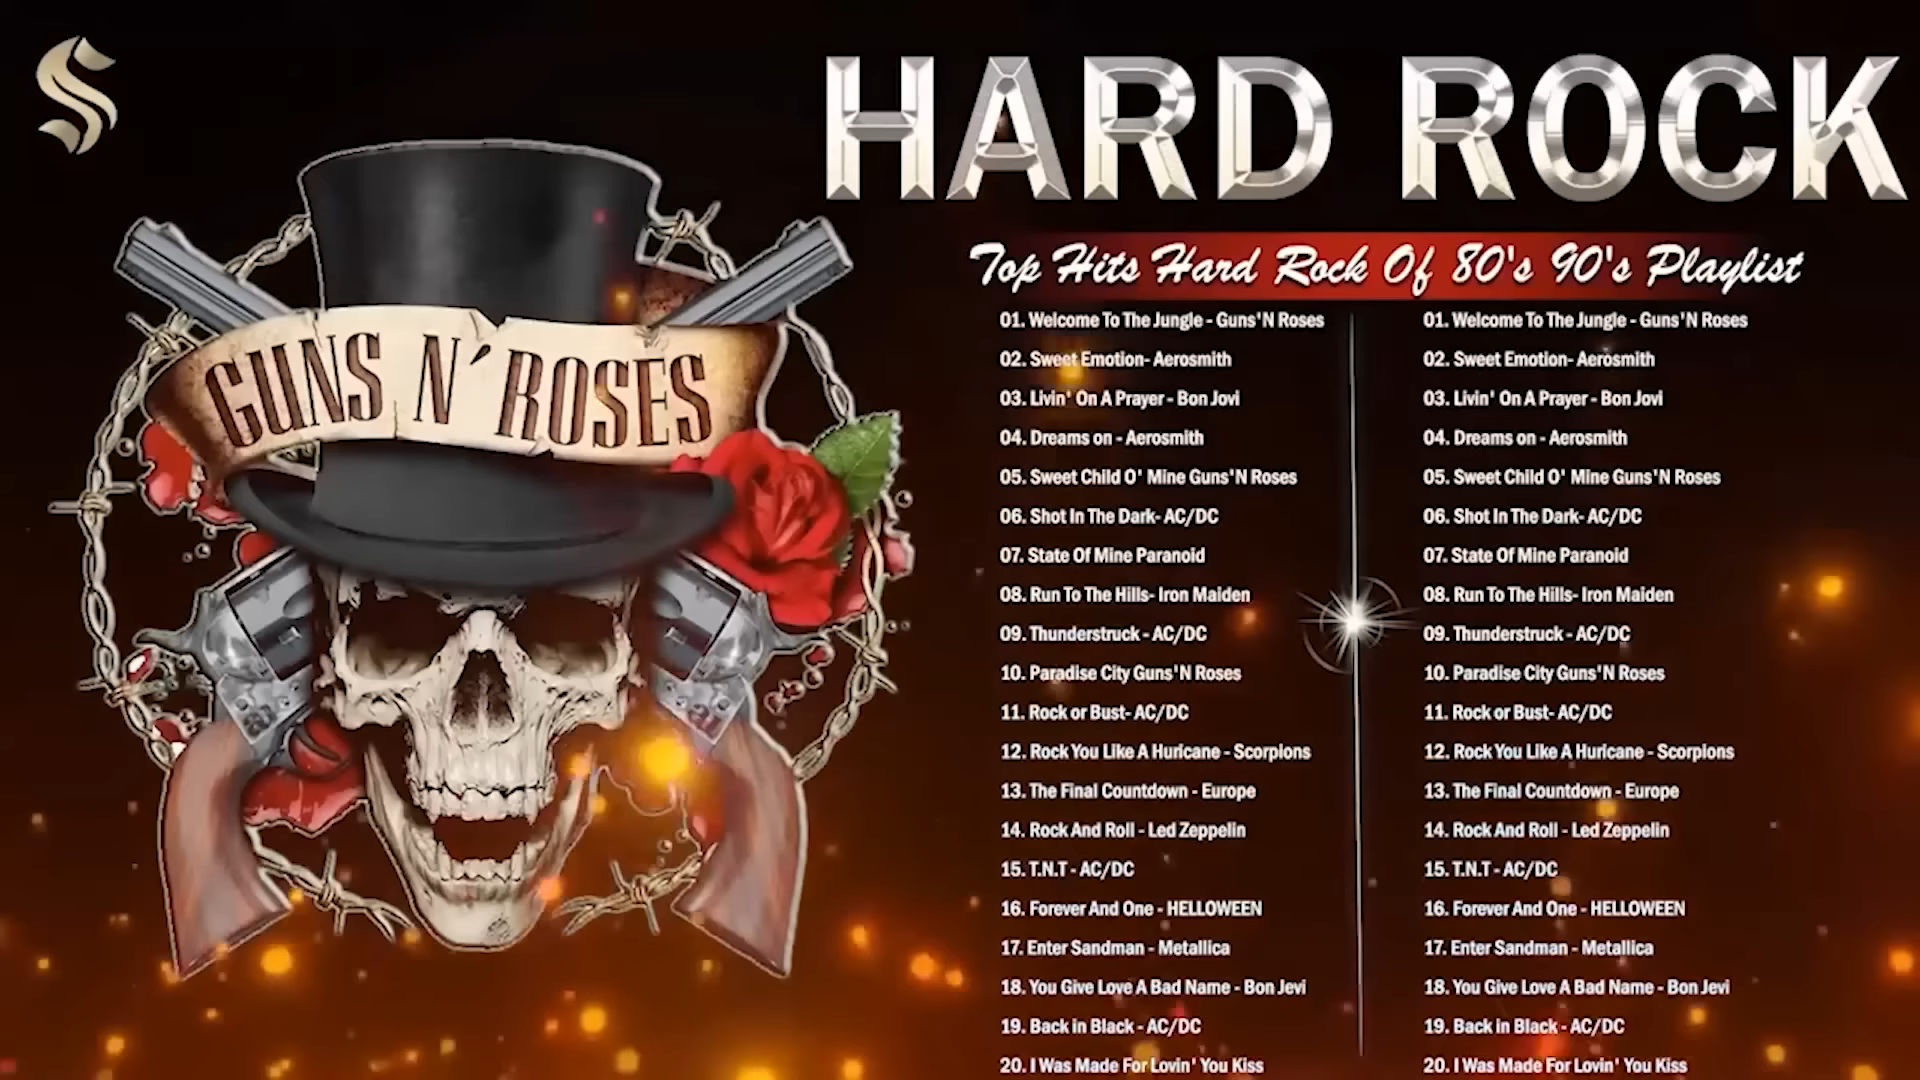 S
HARD ROCK
GUNS N' ROSES
Top Hits Hard Rock Of 80's 90's Playlist
01. Welcome To The Jungle - Guns'N Roses
02. Sweet Emotion- Aerosmith
03. Livin' On A Prayer - Bon Jovi
04. Dreams on - Aerosmith
05. Sweet Child O' Mine Guns'N Roses
06. Shot In The Dark- AC/DC
07. State Of Mine Paranoid
08. Run To The Hills- Iron Maiden
09. Thunderstruck - AC/DC
10. Paradise City Guns'N Roses
11. Rock or Bust- AC/DC
12. Rock You Like A Huricane - Scorpions
13. The Final Countdown - Europe
14. Rock And Roll - Led Zeppelin
15. T.N.T - AC/DC
16. Forever And One - HELLOWEEN
17. Enter Sandman - Metallica
18. You Give Love A Bad Name - Bon Jevi
19. Back in Black - AC/DC
20. I Was Made For Lovin' You Kiss
01. Welcome To The Jungle - Guns'N Roses
02. Sweet Emotion- Aerosmith
03. Livin' On A Prayer - Bon Jovi
04. Dreams on - Aerosmith
05. Sweet Child O' Mine Guns'N Roses
06. Shot In The Dark- AC/DC
07. State Of Mine Paranoid
08. Run To The Hills- Iron Maiden
09. Thunderstruck - AC/DC
10. Paradise City Guns'N Roses
11. Rock or Bust- AC/DC
12. Rock You Like A Huricane - Scorpions
13. The Final Countdown - Europe
14. Rock And Roll - Led Zeppelin
15. T.N.T - AC/DC
16. Forever And One - HELLOWEEN
17. Enter Sandman - Metallica
18. You Give Love A Bad Name - Bon Jevi
19. Back in Black - AC/DC
20. I Was Made For Lovin' You Kiss